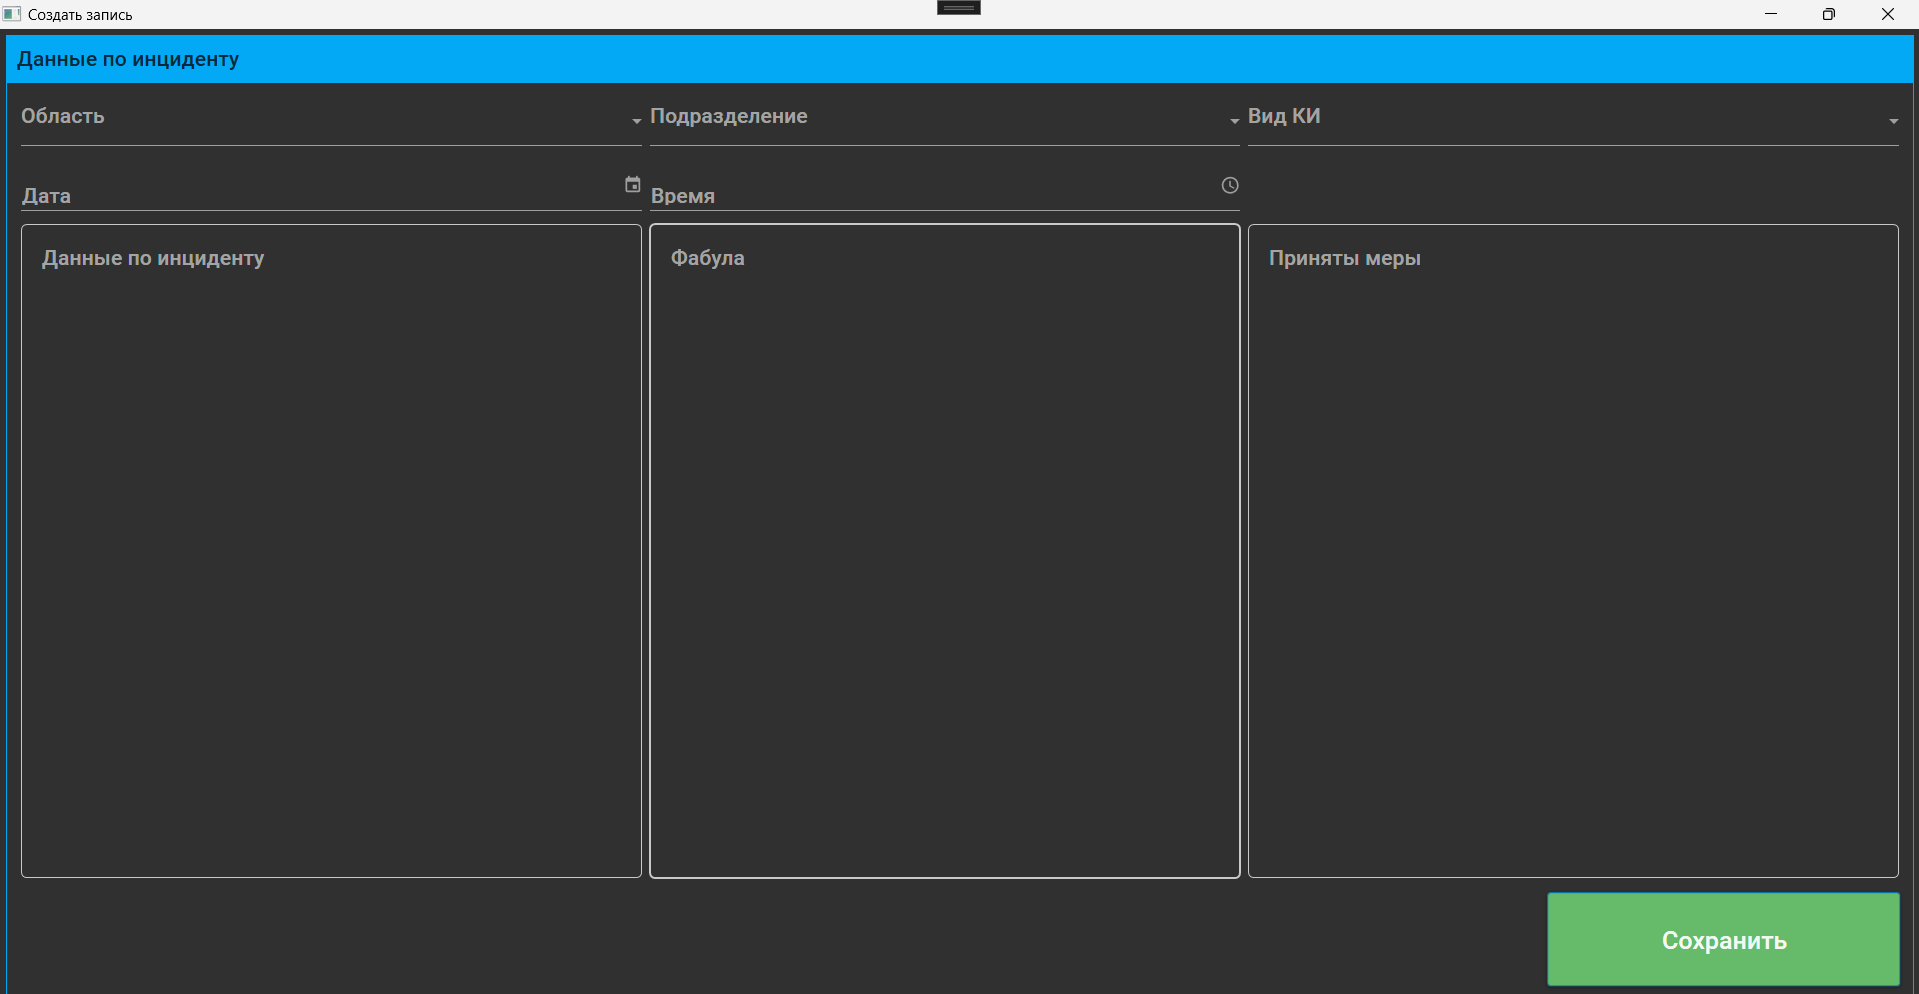 Создать запись
Данные по инциденту
Область
Подразделение
Вид КИ
Дата
Время
Данные по инциденту
Фабула
Приняты меры
Сохранить